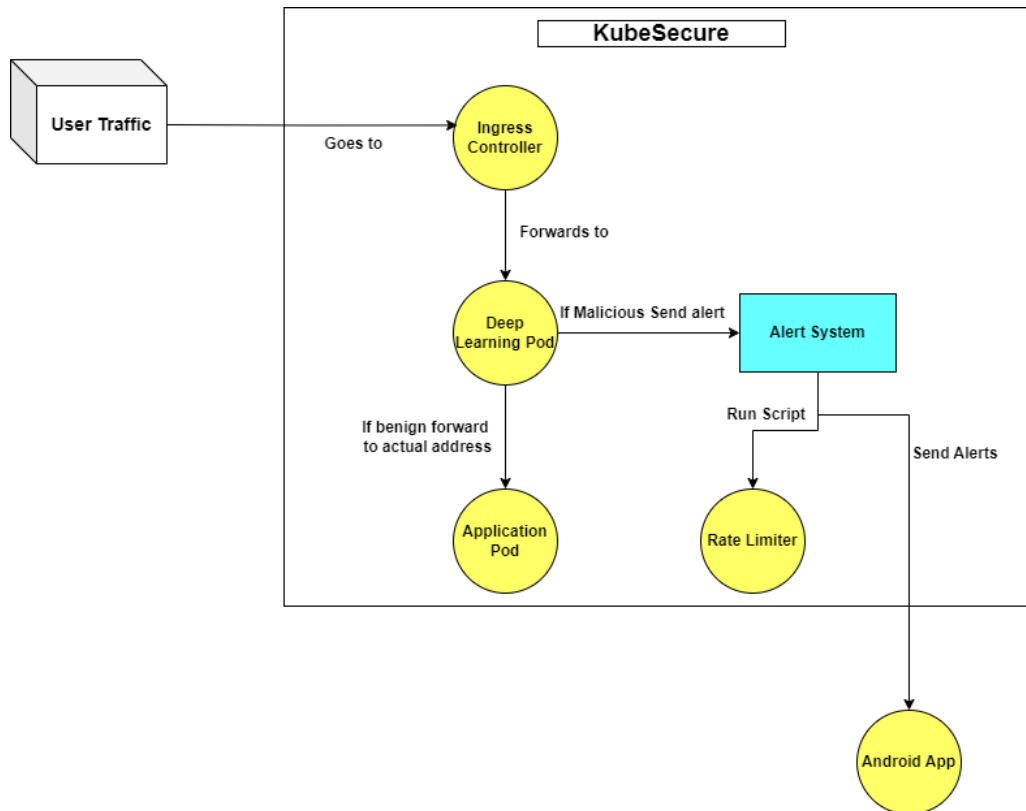 KubeSecure
User Traffic
Goes to
Ingress
Controller
Forwards to
Deep
Learning Pod
If Malicious Send alert
Alert System
If benign forward
to actual address
Run Script
Send Alerts
Application
Pod
Rate Limiter
Android App